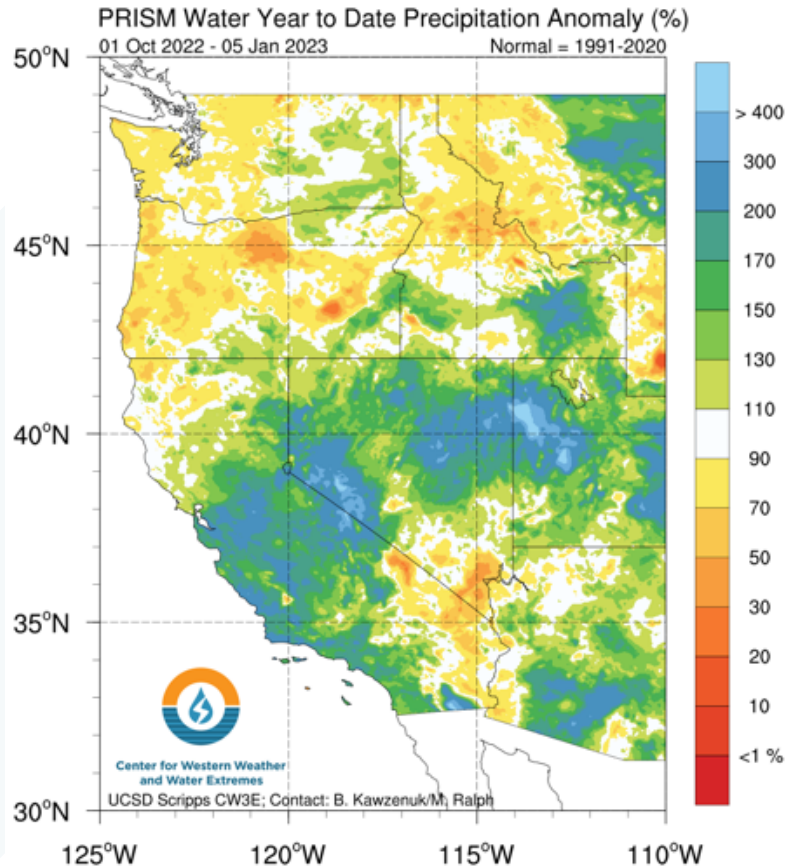 PRISM Water Year to Date Precipitation Anomaly (%)
01 Oct 2022 - 05 Jan 2023 Normal = 1991-2020
50°N
45°N
40°N
35°N
30°N
125°W 120°W 115°W 110°W
> 400
300
200
170
150
130
110
90
70
50
30
20
10
<1 %
Center for Western Weather
and Water Extremes
UCSD Scripps CW3E; Contact: B. Kawzenuk/M. Ralph